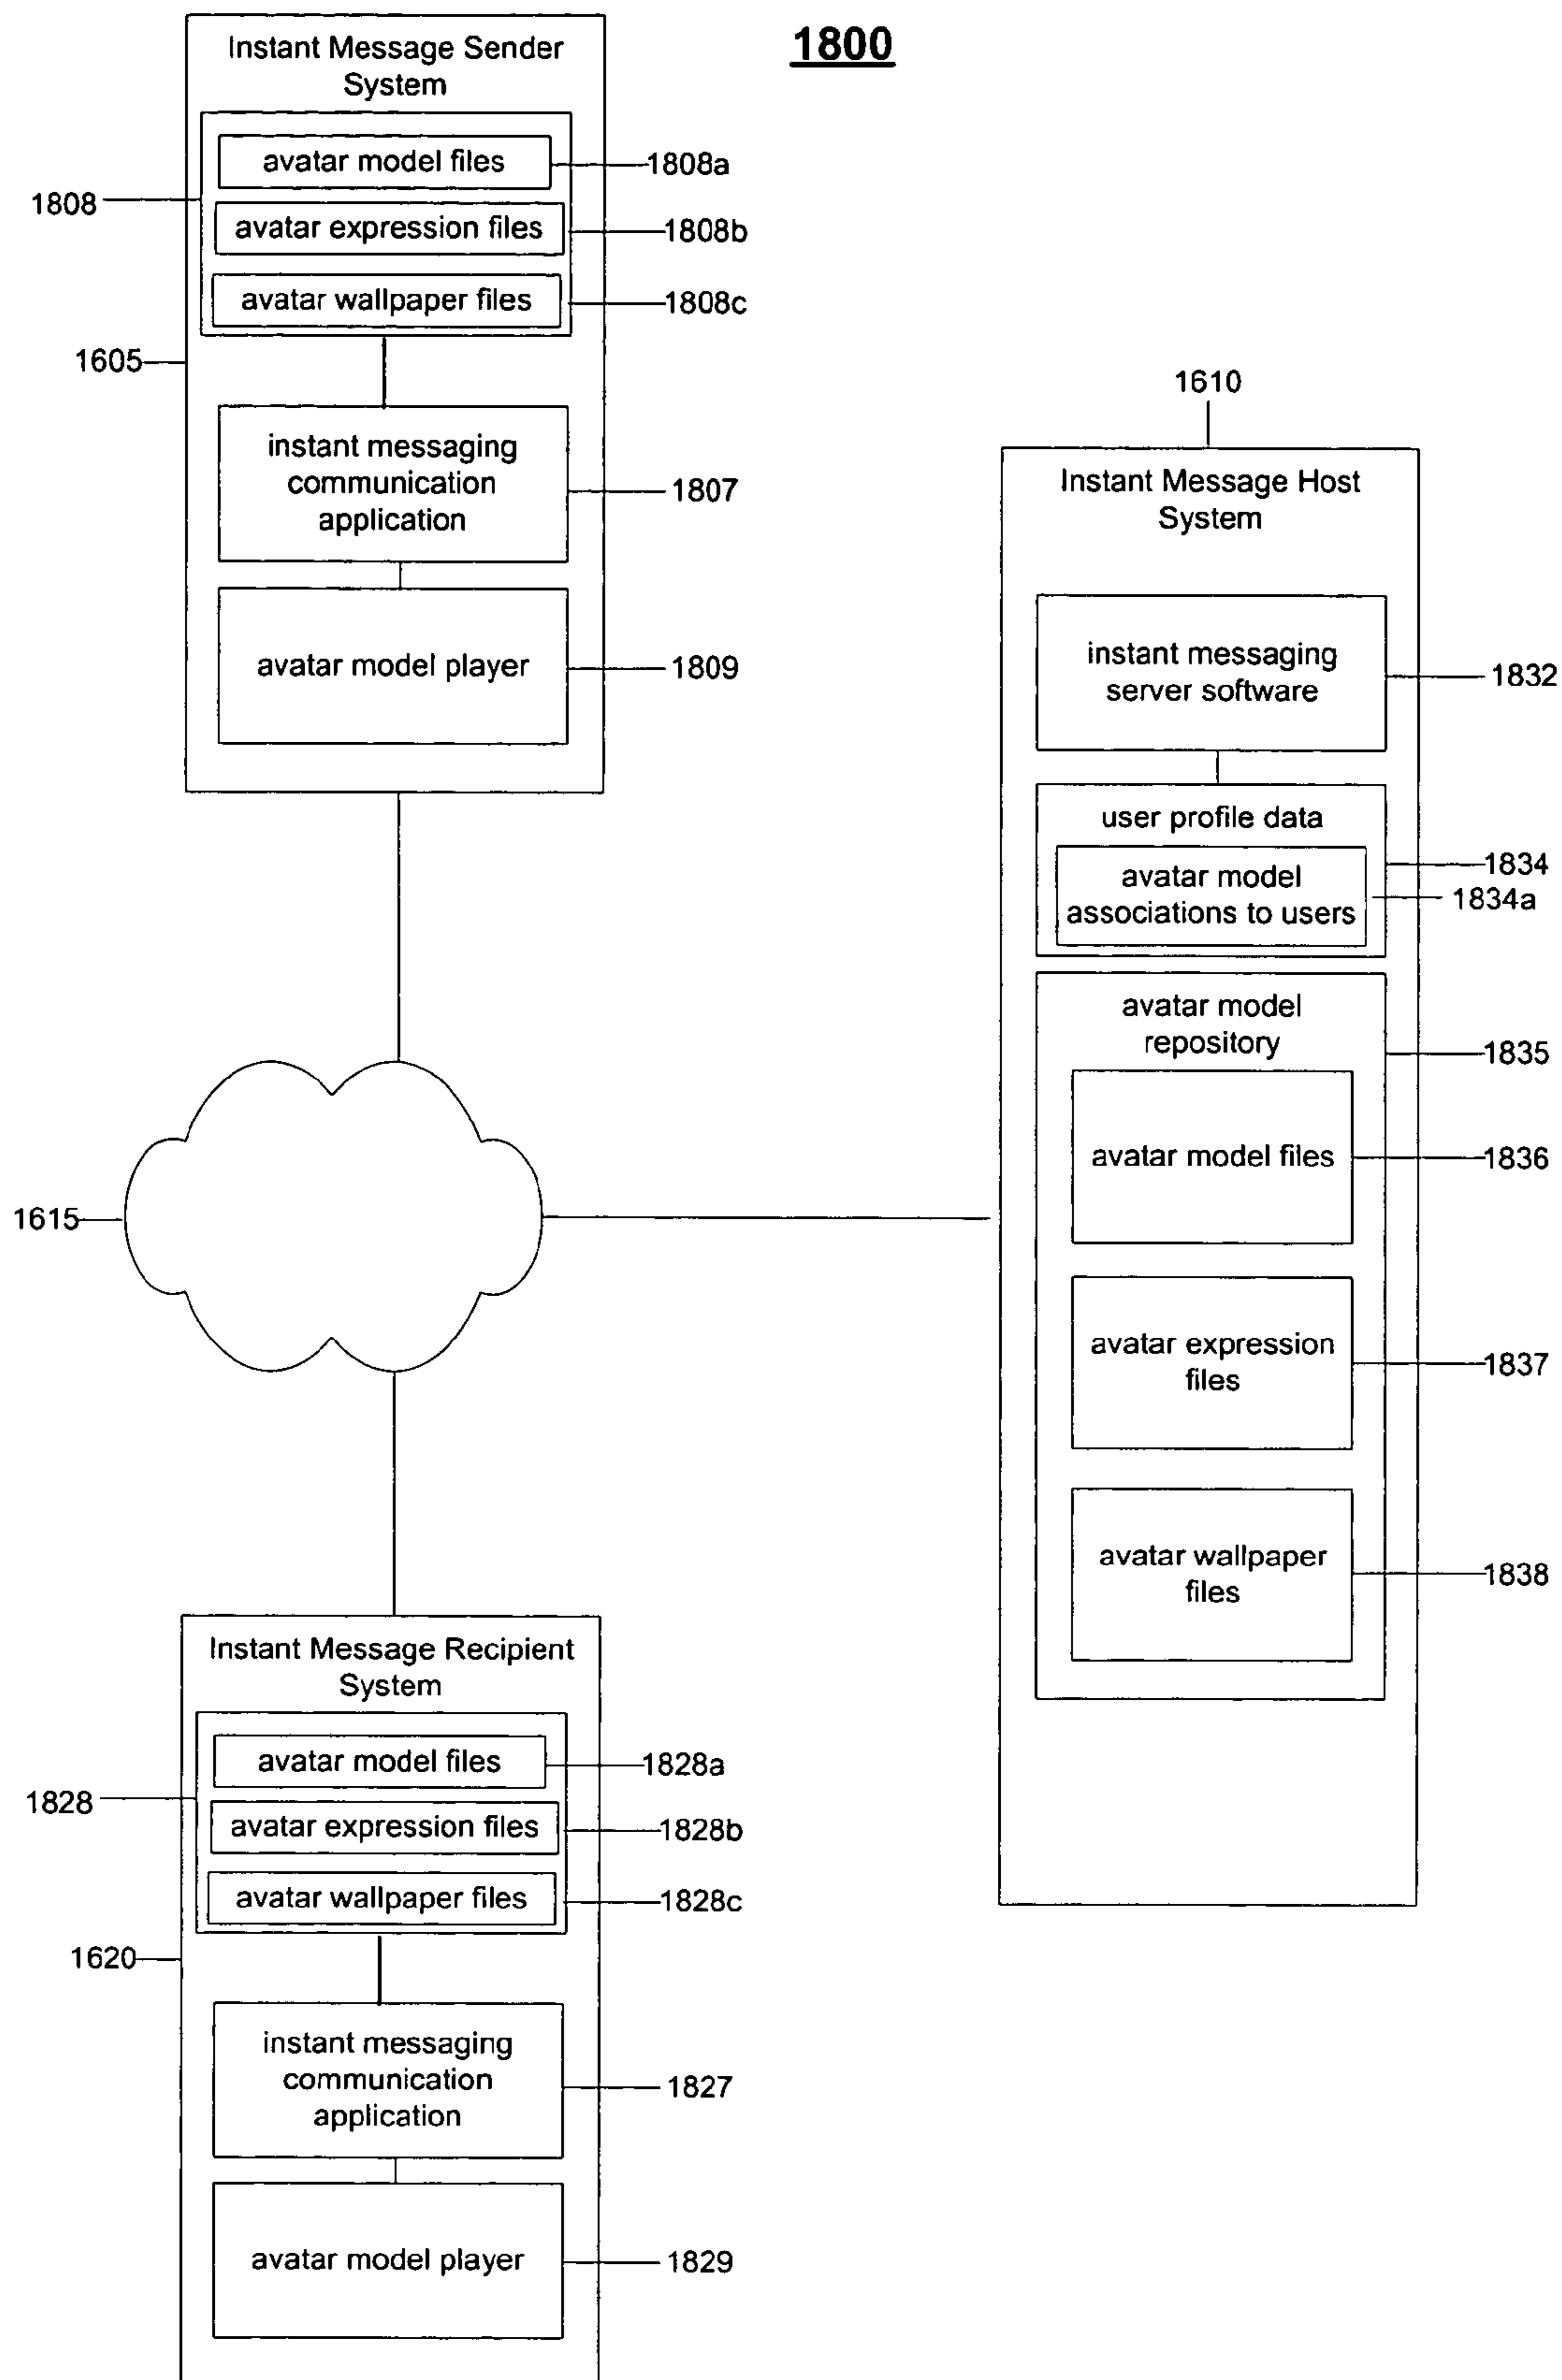 1800
Instant Message Sender
System
avatar model files
1808a
1808
avatar expression files
1808b
avatar wallpaper files
1808c
1605
instant messaging
communication
application
1807
avatar model player
1809
1610
Instant Message Host
System
instant messaging
server software
1832
user profile data
1834
avatar model
associations to users
1834a
avatar model
repository
1835
avatar model files
1836
avatar expression
files
1837
avatar wallpaper
files
1838
1615
Instant Message Recipient
System
avatar model files
1828a
1828
avatar expression files
1828b
avatar wallpaper files
1828c
1620
instant messaging
communication
application
1827
avatar model player
1829